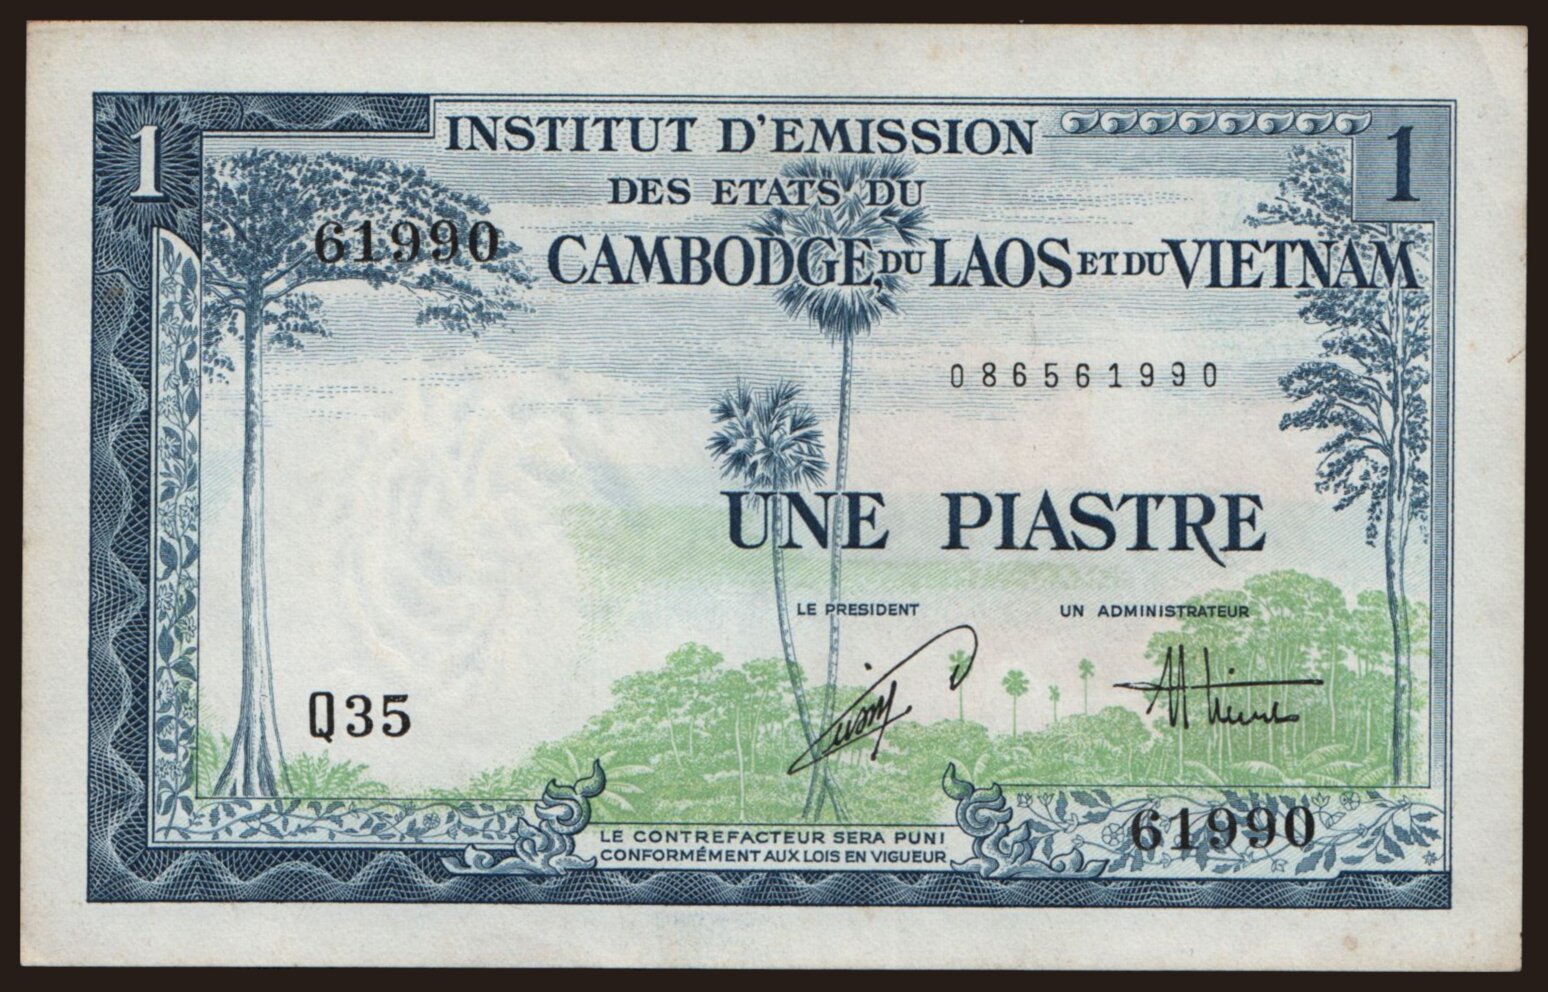 1
INSTITUT D'EMISSION
1
DES ETATS DU
61990
CAMBODGE, DU LAOS ET DU VIETNAM
086561990
UNE PIASTRE
LE PRESIDENT
UN ADMINISTRATEUR
Q35
61990
LE CONTREFACTEUR SERA PUNI
CONFORMÉMENT AUX LOIS EN VIGUEUR